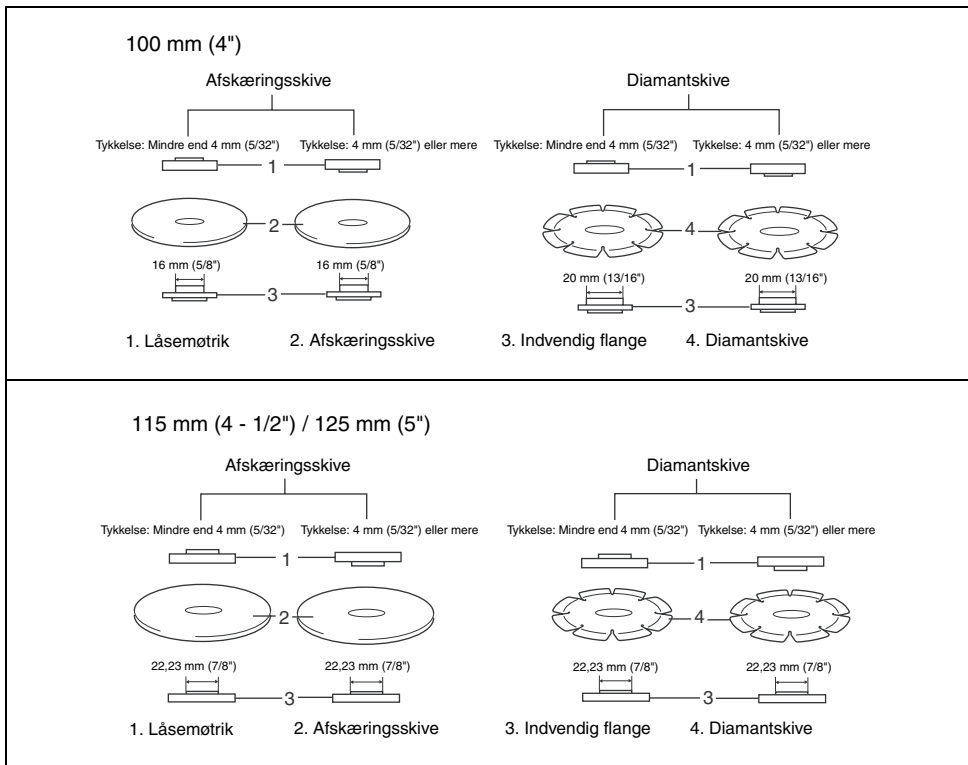 100 mm (4")
Afskæringsskive Diamantskive
Tykkelse: Mindre end 4 mm (5/32") Tykkelse: 4 mm (5/32") eller mere Tykkelse: Mindre end 4 mm (5/32") Tykkelse: 4 mm (5/32") eller mere
1 1
2 4
16 mm (5/8") 16 mm (5/8") 20 mm (13/16") 20 mm (13/16")
3 3
1. Låsemøtrik 2. Afskæringsskive 3. Indvendig flange 4. Diamantskive
115 mm (4 - 1/2") / 125 mm (5")
Afskæringsskive Diamantskive
Tykkelse: Mindre end 4 mm (5/32") Tykkelse: 4 mm (5/32") eller mere Tykkelse: Mindre end 4 mm (5/32") Tykkelse: 4 mm (5/32") eller mere
1 1
2 4
22,23 mm (7/8") 22,23 mm (7/8") 22,23 mm (7/8") 22,23 mm (7/8")
3 3
1. Låsemøtrik 2. Afskæringsskive 3. Indvendig flange 4. Diamantskive